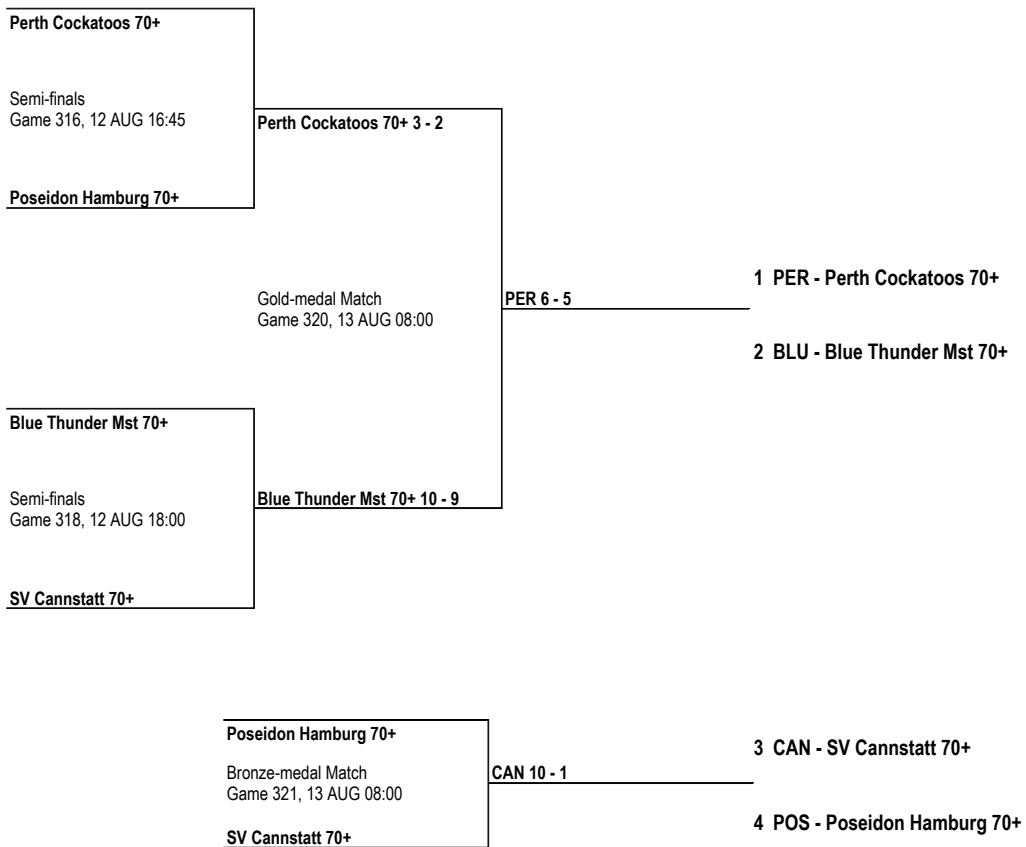 Perth Cockatoos 70+
Semi-finals
Game 316, 12 AUG 16:45
Perth Cockatoos 70+ 3 - 2
Poseidon Hamburg 70+
Gold-medal Match
Game 320, 13 AUG 08:00
PER 6 - 5
1 PER - Perth Cockatoos 70+
2 BLU - Blue Thunder Mst 70+
Blue Thunder Mst 70+
Semi-finals
Game 318, 12 AUG 18:00
Blue Thunder Mst 70+ 10 - 9
SV Cannstatt 70+
Poseidon Hamburg 70+
Bronze-medal Match
Game 321, 13 AUG 08:00
SV Cannstatt 70+
CAN 10 - 1
3 CAN - SV Cannstatt 70+
4 POS - Poseidon Hamburg 70+